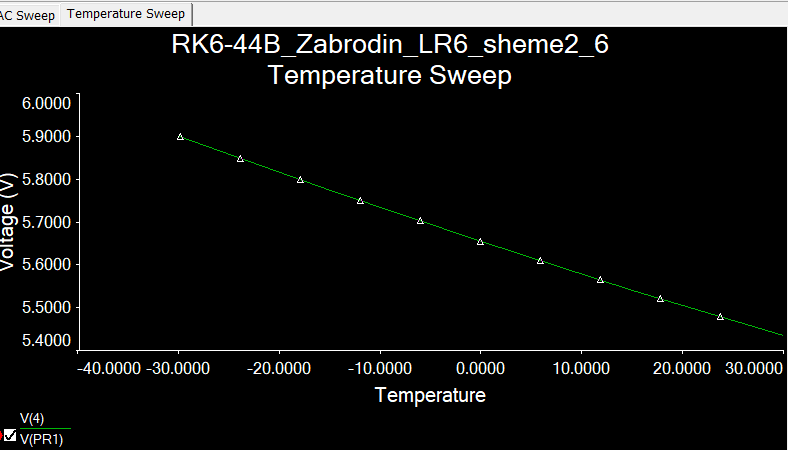 AC Sweep Temperature Sweep
RK6-44B_Zabrodin_LR6_sheme2_6
Temperature Sweep
6.0000
5.9000
5.8000
5.7000
5.6000
5.5000
5.4000
Voltage (V)
-40.0000 -30.0000 -20.0000 -10.0000 0.0000 10.0000 20.0000 30.0000
Temperature
V(4)
V(PR1)